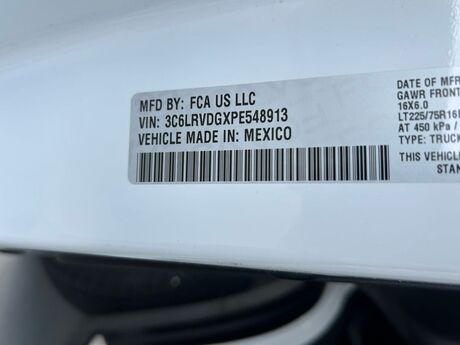 MFD BY: FCA US LLC
VIN: 3C6LRVDGXPE548913
VEHICLE MADE IN: MEXICO
DATE OF MFR
GAWR FRONT
16X6.0
LT225/75R16E
AT 450 kPa /
TYPE: TRUCK
THIS VEHICLE
STAN